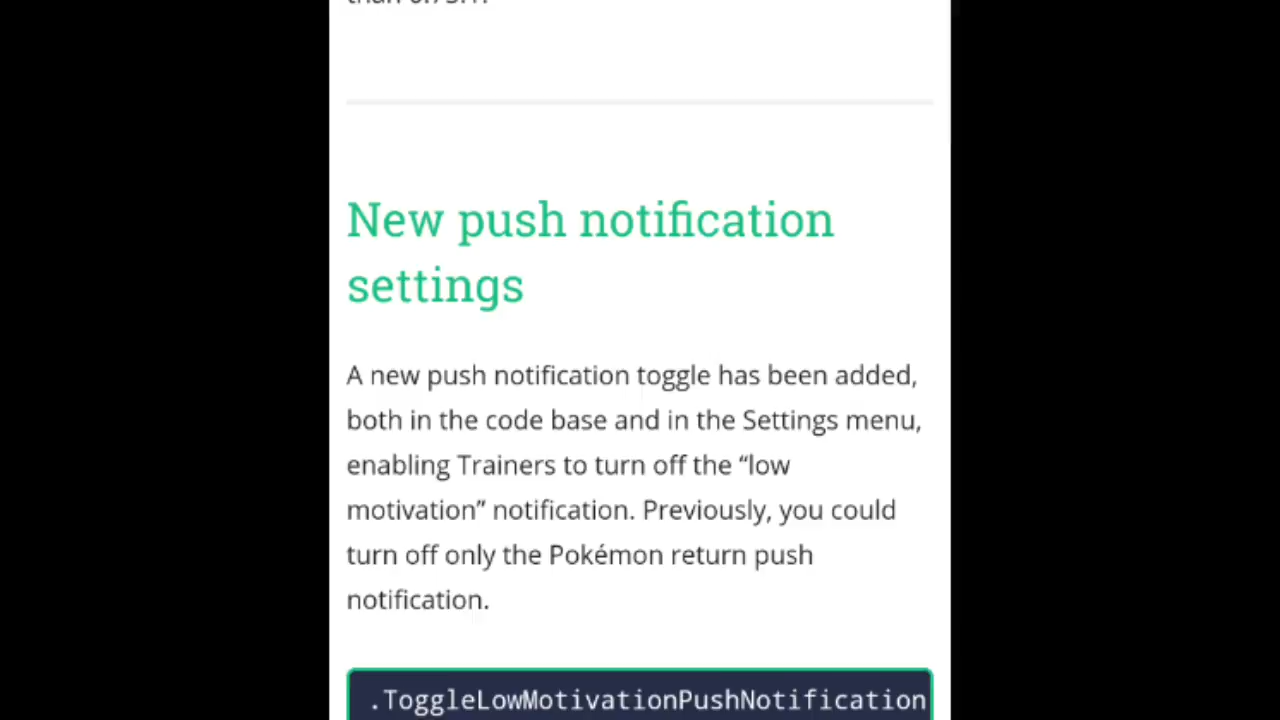 New push notification
settings
A new push notification toggle has been added,
both in the code base and in the Settings menu,
enabling Trainers to turn off the “low
motivation” notification. Previously, you could
turn off only the Pokémon return push
notification.
.ToggleLowMotivationPushNotification